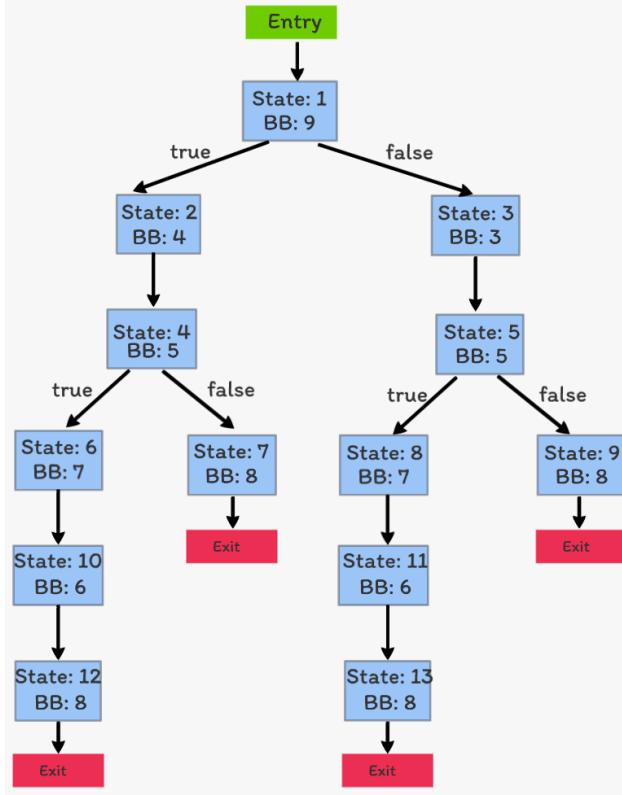 Entry
State: 1
BB: 9
true
false
State: 2
BB: 4
State: 3
BB: 3
State: 4
BB: 5
State: 5
BB: 5
true
false
true
false
State: 6
BB: 7
State: 7
BB: 8
State: 8
BB: 7
State: 9
BB: 8
Exit
Exit
State: 10
BB: 6
State: 11
BB: 6
State: 12
BB: 8
State: 13
BB: 8
Exit
Exit